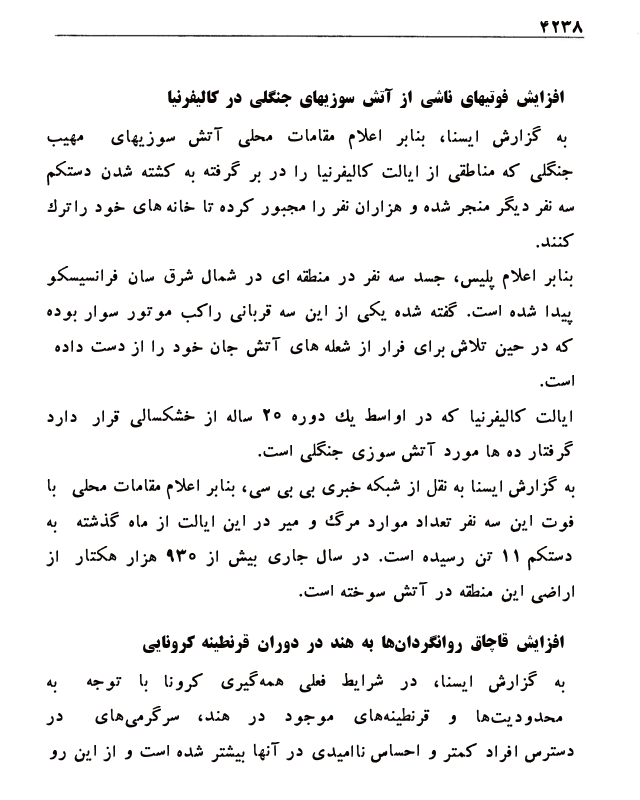 ۴۲۳۸
افزایش فوتیهای ناشی از آتش سوزیهای جنگلی در کالیفرنیا
به گزارش ایسنا، بنابر اعلام مقامات محلی آتش سوزیهای مهیب
جنگلی که مناطقی از ایالت کالیفرنیا را در بر گرفته به کشته شدن دستکم
سه نفر دیگر منجر شده و هزاران نفر را مجبور کرده تا خانه های خود را ترك
کنند.
بنابر اعلام پلیس، جسد سه نفر در منطقه ای در شمال شرق سان فرانسیسکو
پیدا شده است. گفته شده یکی از این سه قربانی راکب موتور سوار بوده
که در حین تلاش برای فرار از شعله های آتش جان خود را از دست داده
است.
ایالت کالیفرنیا که در اواسط یك دوره ۲۵ ساله از خشکسالی قرار دارد
گرفتار ده ها مورد آتش سوزی جنگلی است.
به گزارش ایسنا به نقل از شبکه خبری بی بی سی، بنابر اعلام مقامات محلی با
فوت این سه نفر تعداد موارد مرگ و میر در این ایالت از ماه گذشته به
دستکم ۱۱ تن رسیده است. در سال جاری بیش از ۹۳۰ هزار هکتار از
اراضی این منطقه در آتش سوخته است.
افزایش قاچاق روانگردان‌ها به هند در دوران قرنطینه کرونایی
به گزارش ایسنا، در شرایط فعلی همه‌گیری کرونا با توجه به
محدودیت‌ها و قرنطینه‌های موجود در هند، سرگرمی‌های در
دسترس افراد کمتر و احساس ناامیدی در آنها بیشتر شده است و از این رو